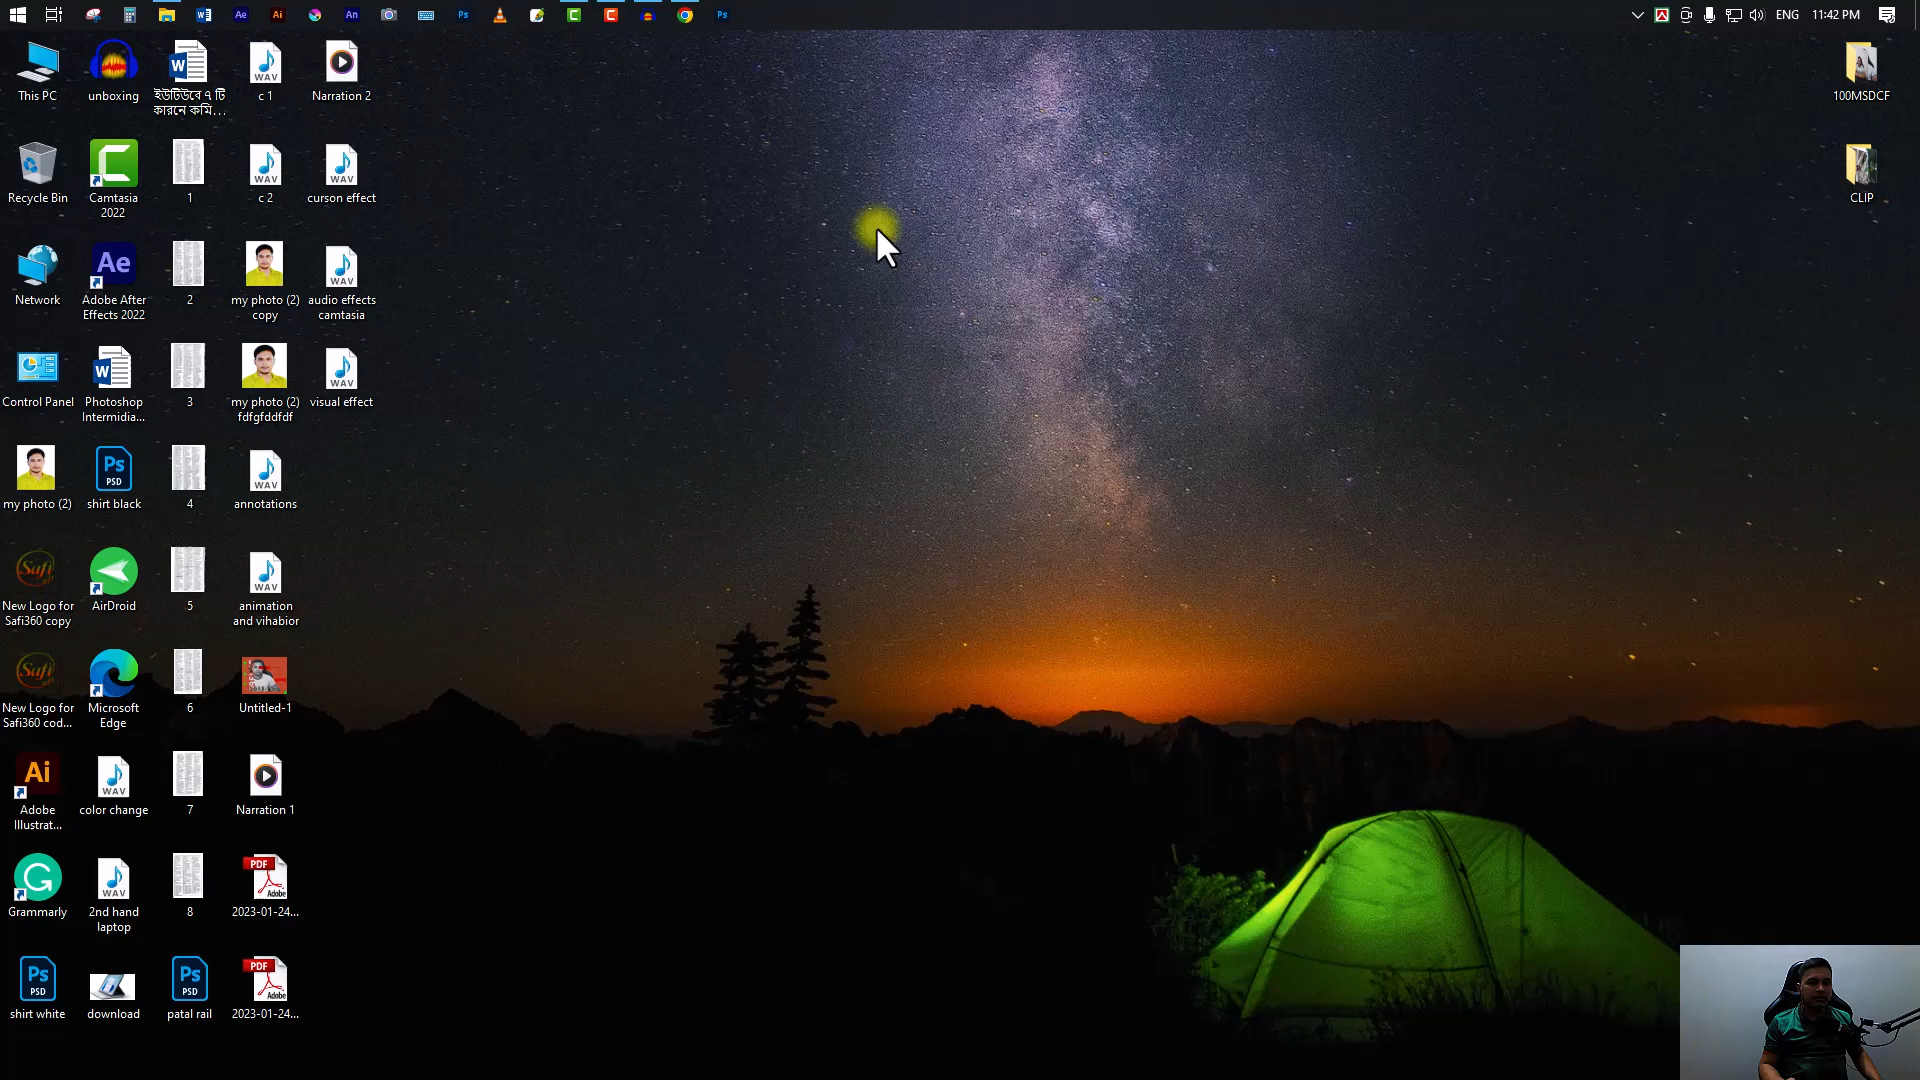 ENG
11:42 PM
This PC
unboxing
ইউটিউবে ৭ টি
কারনে কমি...
c 1
Narration 2
100MSDCF
Recycle Bin
Camtasia
2022
1
c 2
curson effect
CLIP
Network
Adobe After
Effects 2022
2
my photo (2)
copy
audio effects
camtasia
Control Panel
Photoshop
Intermidia...
3
my photo (2)
fdfgfddfdf
visual effect
my photo (2)
shirt black
4
annotations
New Logo for
Safi360 copy
AirDroid
5
animation
and vihabior
New Logo for
Safi360 cod...
Microsoft
Edge
6
Untitled-1
Adobe
Illustrat...
color change
7
Narration 1
Grammarly
2nd hand
laptop
8
2023-01-24...
shirt white
download
patal rail
2023-01-24...